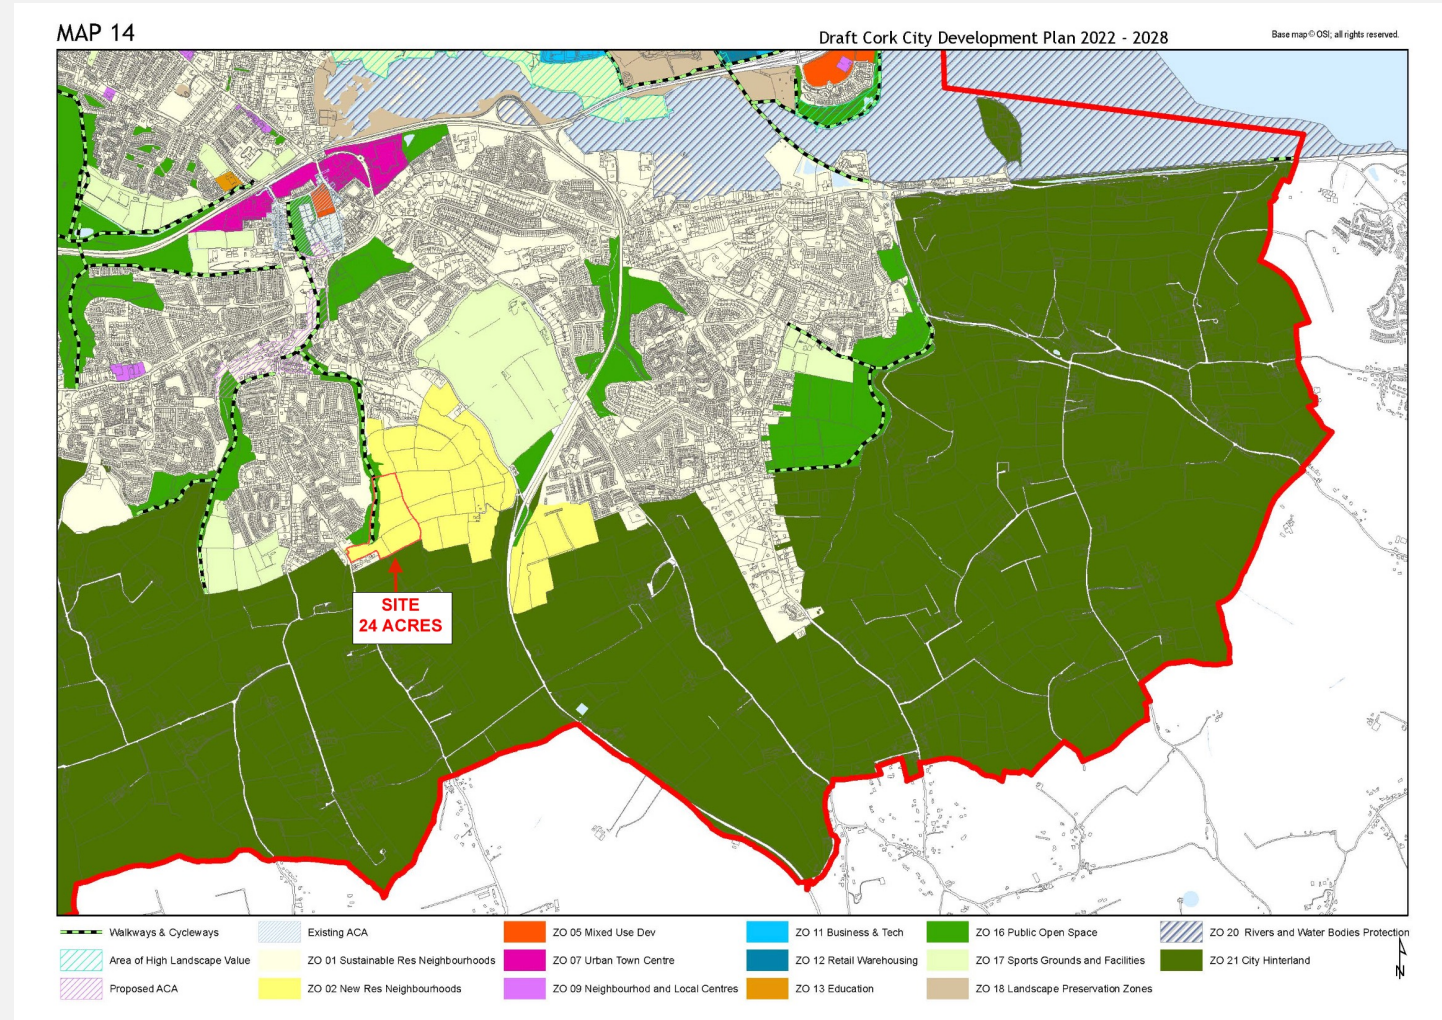 MAP 14
Draft Cork City Development Plan 2022 - 2028
Base map © OSI; all rights reserved.
SITE
24 ACRES
Walkways & Cycleways
Existing ACA
ZO 05 Mixed Use Dev
ZO 11 Business & Tech
ZO 16 Public Open Space
ZO 20 Rivers and Water Bodies Protection
Area of High Landscape Value
ZO 01 Sustainable Res Neighbourhoods
ZO 07 Urban Town Centre
ZO 12 Retail Warehousing
ZO 17 Sports Grounds and Facilities
ZO 21 City Hinterland
Proposed ACA
ZO 02 New Res Neighbourhoods
ZO 09 Neighbourhod and Local Centres
ZO 13 Education
ZO 18 Landscape Preservation Zones
N